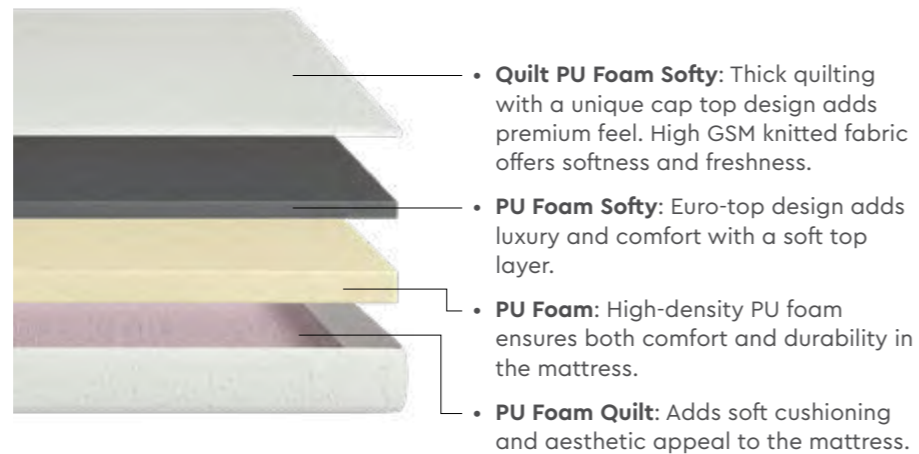 • Quilt PU Foam Softy: Thick quilting
with a unique cap top design adds
premium feel. High GSM knitted fabric
offers softness and freshness.
• PU Foam Softy: Euro-top design adds
luxury and comfort with a soft top
layer.
• PU Foam: High-density PU foam
ensures both comfort and durability in
the mattress.
• PU Foam Quilt: Adds soft cushioning
and aesthetic appeal to the mattress.